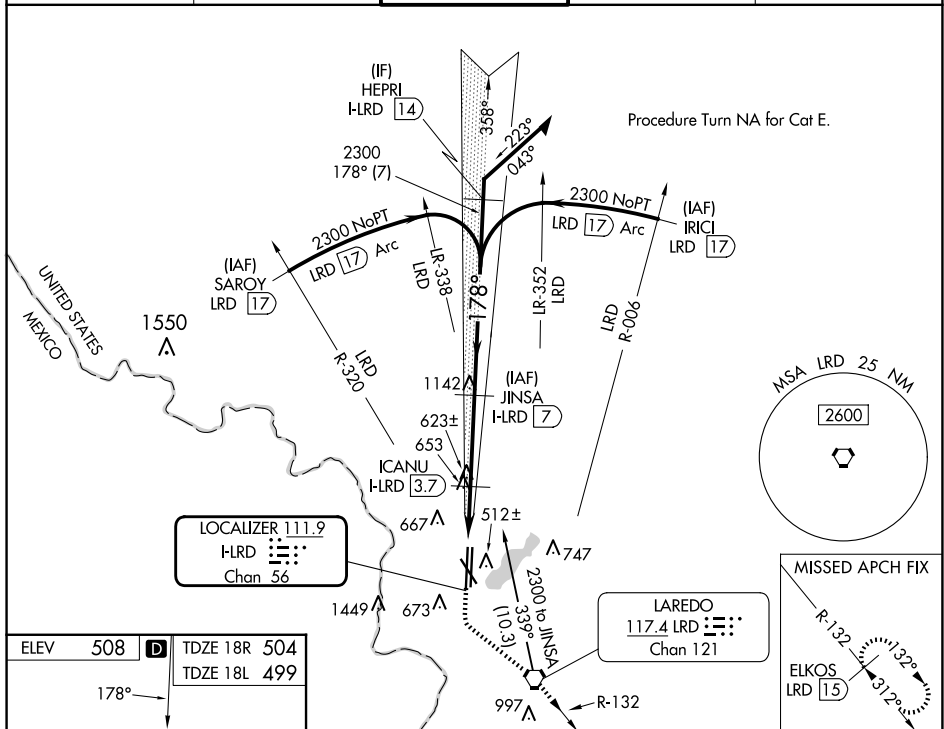 (IF)
HEPRI
I-LRD 14
358°
223°
043°
Procedure Turn NA for Cat E.
2300
178° (7)
2300 NoPT
LRD 17 Arc
(IAF)
SAROY
LRD 17
LR-338
LRD
2300 NoPT
LRD 17 Arc
(IAF)
IRICI
LRD 17
LR-352
LRD
LRD
R-006
178°
UNITED STATES
MEXICO
1550
LRD
R-320
1142
(IAF)
JINSA
I-LRD 7
623±
653
ICANU
I-LRD 3.7
MSA LRD 25 NM
2600
667
512±
747
LOCALIZER 111.9
I-LRD
Chan 56
1449
673
2300 to JINSA
339°
(10.3)
LAREDO
117.4 LRD
Chan 121
997
R-132
MISSED APCH FIX
R-132
132°
312°
ELKOS
LRD 15
ELEV 508 D TDZE 18R 504
TDZE 18L 499
178°